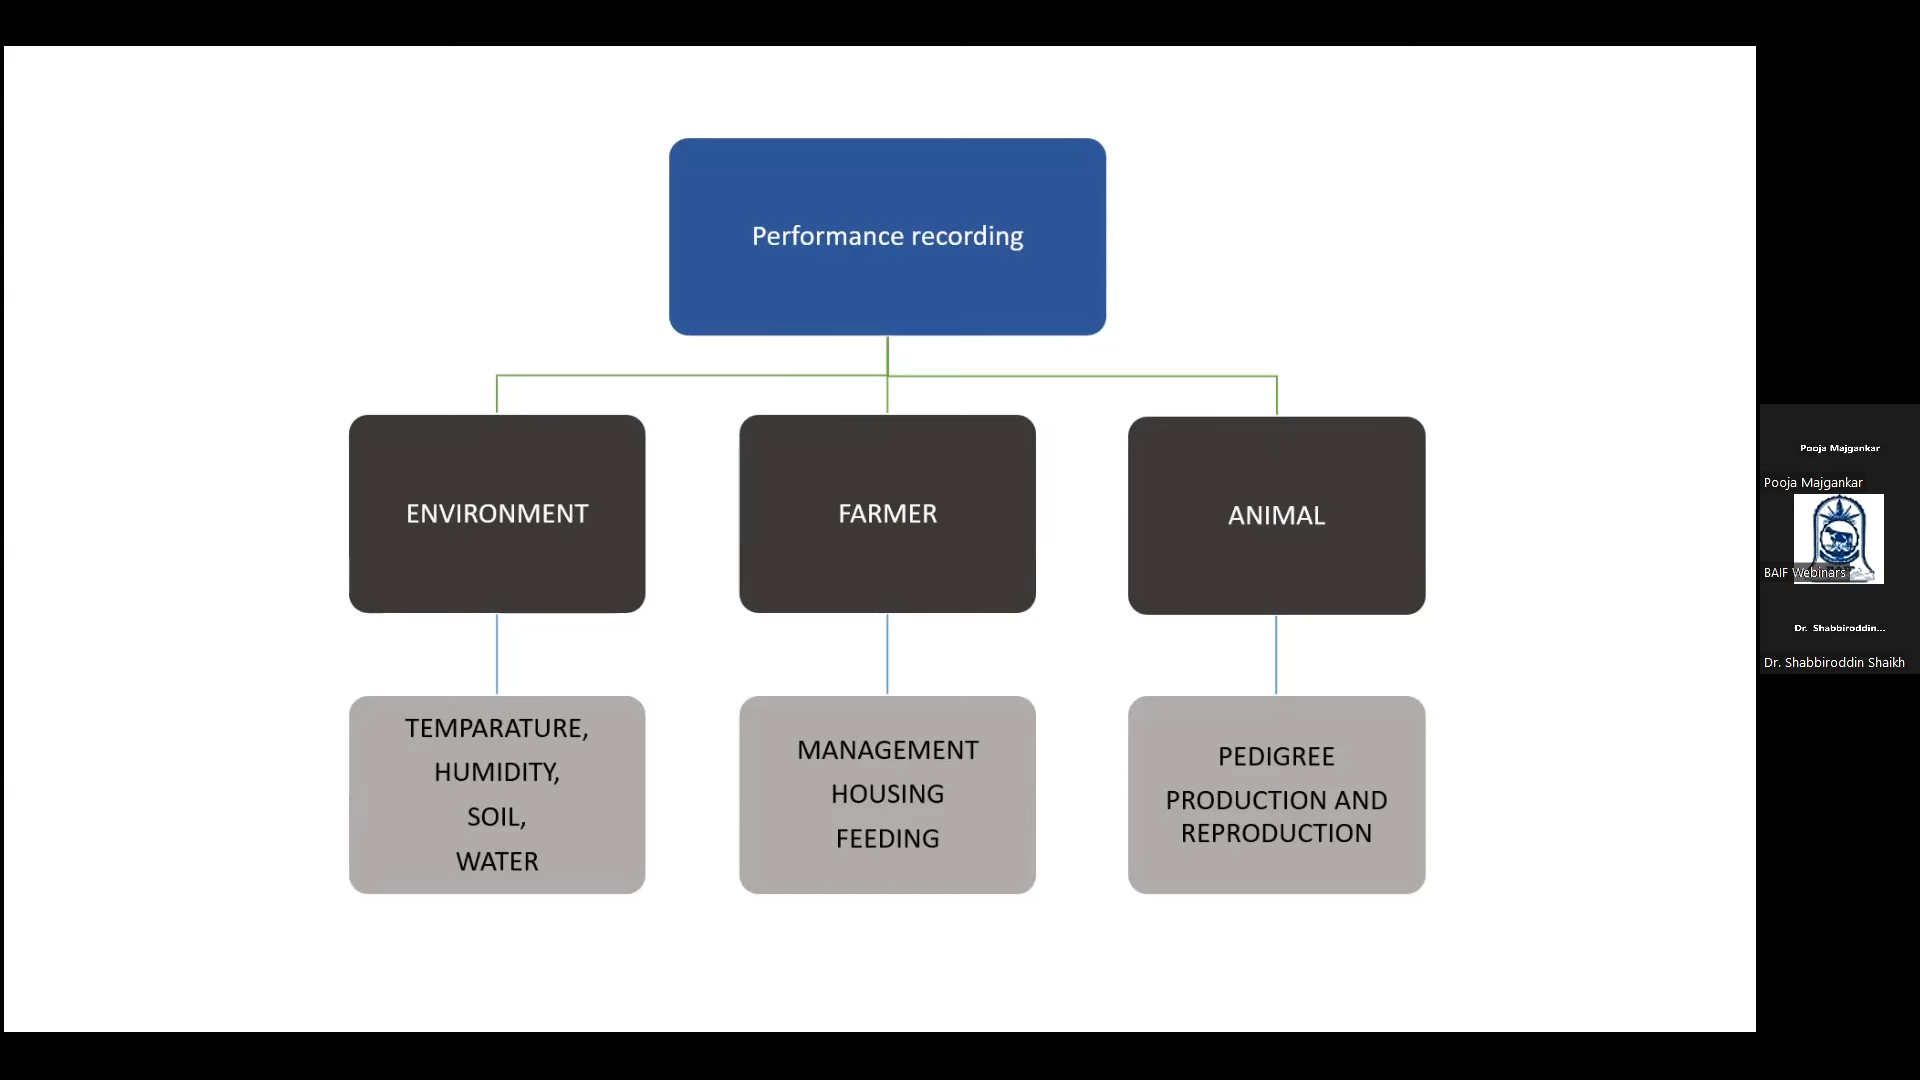 Performance recording
ENVIRONMENT
FARMER
ANIMAL
TEMPARATURE,
HUMIDITY,
SOIL,
WATER
MANAGEMENT
HOUSING
FEEDING
PEDIGREE
PRODUCTION AND
REPRODUCTION
Pooja Majgankar
Pooja Majgankar
BAIF Webinars
Dr. Shabbiroddin...
Dr. Shabbiroddin Shaikh